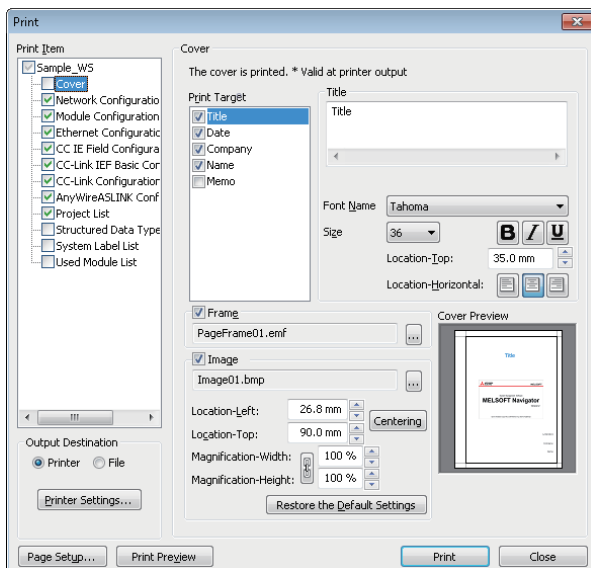 Print
Print Item
Sample_WS
Cover
Network Configuratio
Module Configuration
Ethernet Configuratic
CC IE Field Configura
CC-Link IEF Basic Cor
CC-Link Configuration
AnyWireASLINK Conf
Project List
Structured Data Type
System Label List
Used Module List
Output Destination
Printer File
Printer Settings...
Cover
The cover is printed. * Valid at printer output
Print Target
Title
Date
Company
Name
Memo
Title
Title
Font Name Tahoma
Size 36 B I U
Location-Top: 35.0 mm
Location-Horizontal:
Frame
PageFrame01.emf ...
Image
Image01.bmp ...
Location-Left: 26.8 mm
Location-Top: 90.0 mm
Centering
Magnification-Width: 100 %
Magnification-Height: 100 %
Restore the Default Settings
Cover Preview
Title
MELSOFT
MELSOFT Navigator
Page Setup... Print Preview Print Close